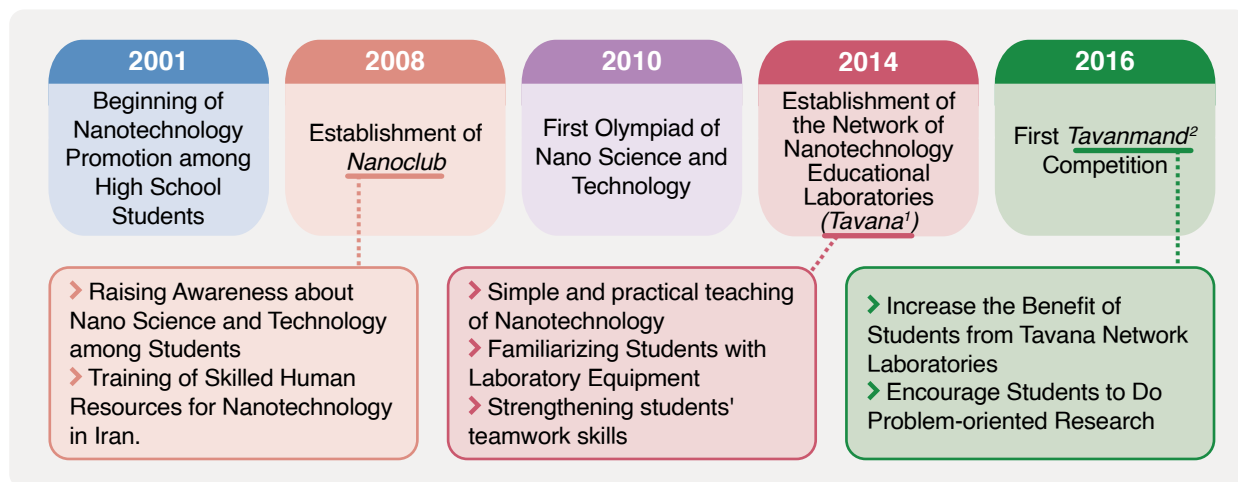 2001
Beginning of
Nanotechnology
Promotion among
High School
Students
2008
Establishment of
Nanoclub
2010
First Olympiad of
Nano Science and
Technology
2014
Establishment of
the Network of
Nanotechnology
Educational
Laboratories
(Tavana¹)
2016
First Tavanmand²
Competition
Raising Awareness about
Nano Science and Technology
among Students
Training of Skilled Human
Resources for Nanotechnology
in Iran.
Simple and practical teaching
of Nanotechnology
Familiarizing Students with
Laboratory Equipment
Strengthening students'
teamwork skills
Increase the Benefit of
Students from Tavana Network
Laboratories
Encourage Students to Do
Problem-oriented Research